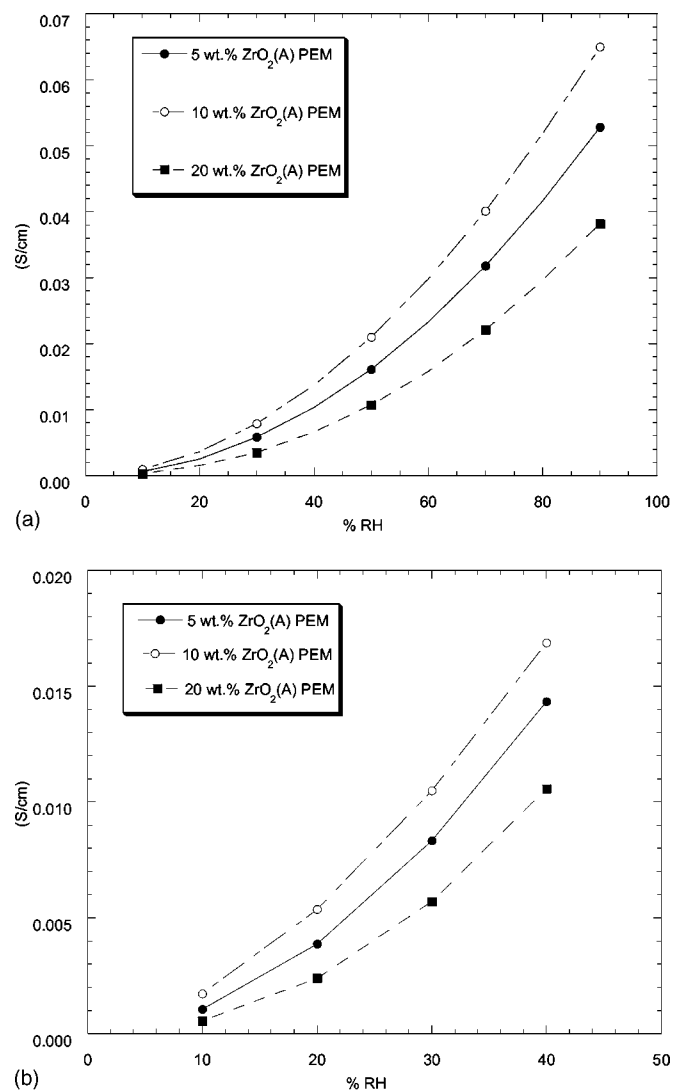 0.07
0.06
0.05
0.04
0.03
0.02
0.01
0.00
(S/cm)
5 wt.% ZrO₂(A) PEM
10 wt.% ZrO₂(A) PEM
20 wt.% ZrO₂(A) PEM
0 20 40 60 80 100
(a)
% RH
0.020
0.015
0.010
0.005
0.000
(S/cm)
5 wt.% ZrO₂(A) PEM
10 wt.% ZrO₂(A) PEM
20 wt.% ZrO₂(A) PEM
0 10 20 30 40 50
(b)
% RH